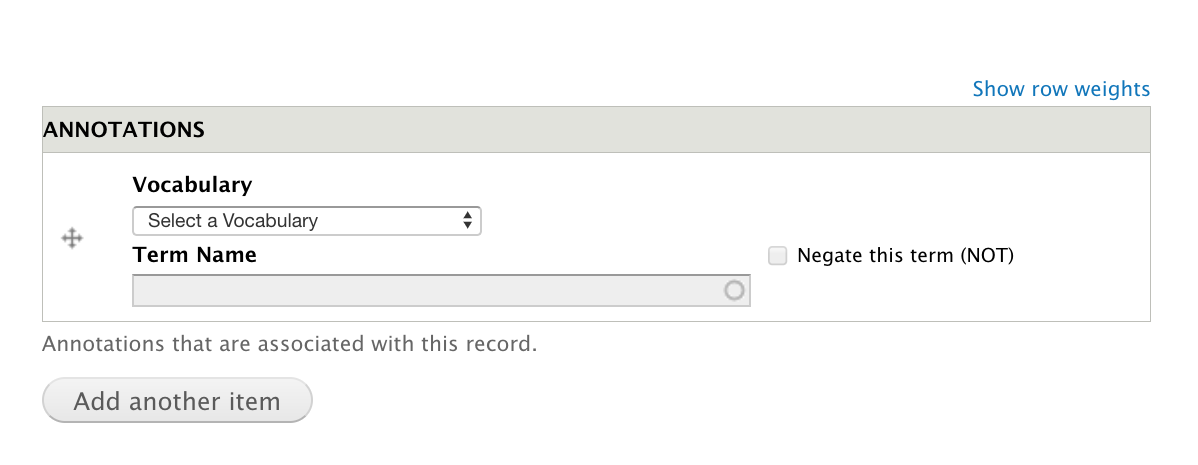 Show row weights
ANNOTATIONS
Vocabulary
Select a Vocabulary
Term Name
Negate this term (NOT)
Annotations that are associated with this record.
Add another item